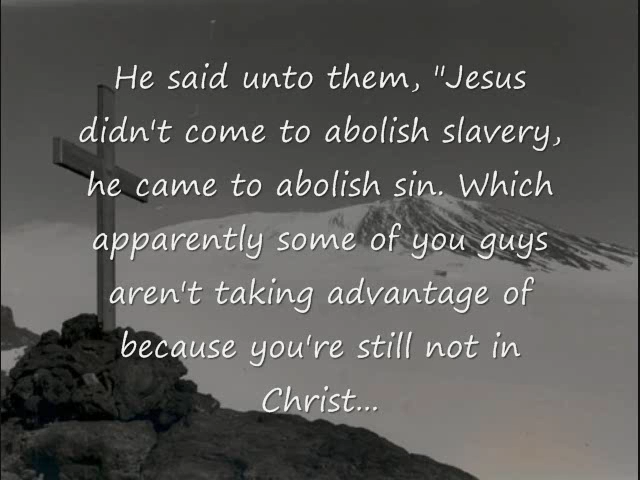 He said unto them, "Jesus
didn't come to abolish slavery,
he came to abolish sin. Which
apparently some of you guys
aren't taking advantage of
because you're still not in
Christ...